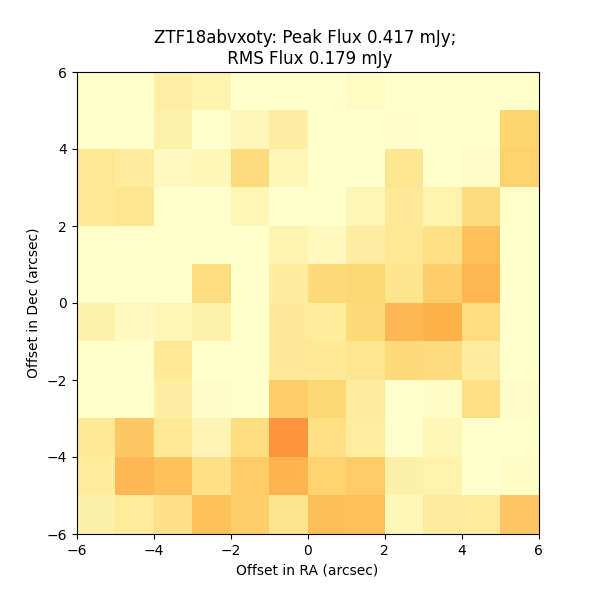 ZTF18abvxoty: Peak Flux 0.417 mJy;
RMS Flux 0.179 mJy
6
4
2
0
−2
−4
−6
Offset in Dec (arcsec)
−6 −4 −2 0 2 4 6
Offset in RA (arcsec)